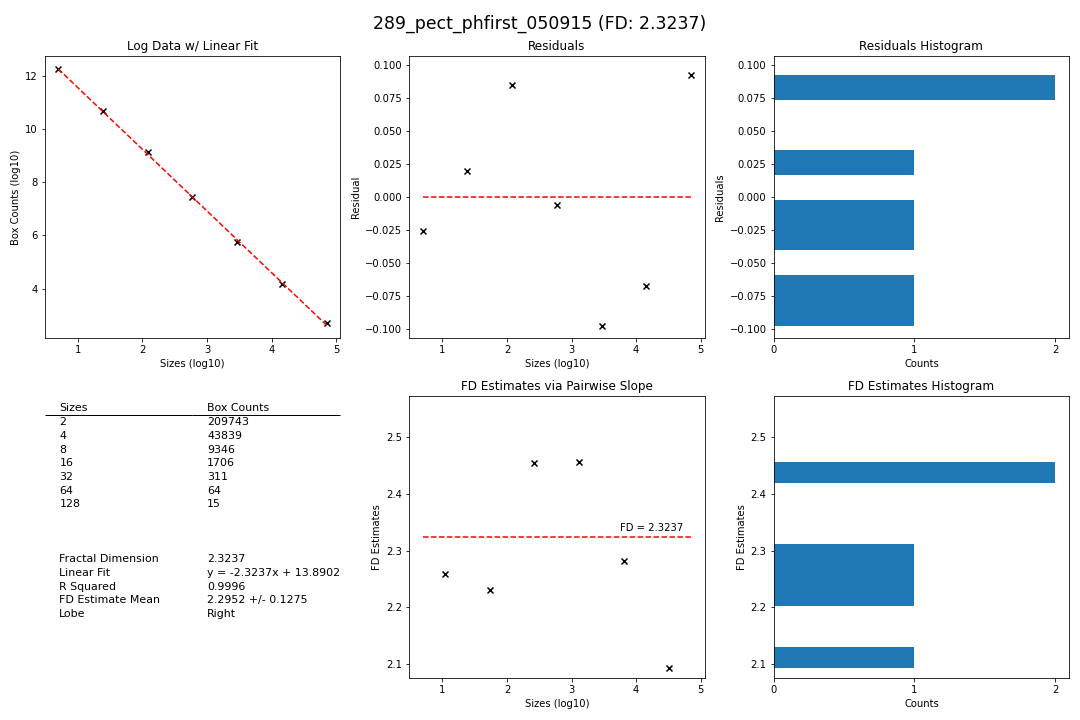 289_pect_phfirst_050915 (FD: 2.3237)
Log Data w/ Linear Fit
Box Counts (log10)
12
10
8
6
4
1 2 3 4 5
Sizes (log10)
Residuals
Residual
0.100
0.075
0.050
0.025
0.000
−0.025
−0.050
−0.075
−0.100
1 2 3 4 5
Sizes (log10)
Residuals Histogram
Residuals
0.100
0.075
0.050
0.025
0.000
−0.025
−0.050
−0.075
−0.100
0 1 2
Counts
Sizes Box Counts
2 209743
4 43839
8 9346
16 1706
32 311
64 64
128 15
Fractal Dimension 2.3237
Linear Fit y = -2.3237x + 13.8902
R Squared 0.9996
FD Estimate Mean 2.2952 +/- 0.1275
Lobe Right
FD Estimates via Pairwise Slope
FD Estimates
2.5
2.4
2.3
2.2
2.1
FD = 2.3237
1 2 3 4 5
Sizes (log10)
FD Estimates Histogram
FD Estimates
2.5
2.4
2.3
2.2
2.1
0 1 2
Counts